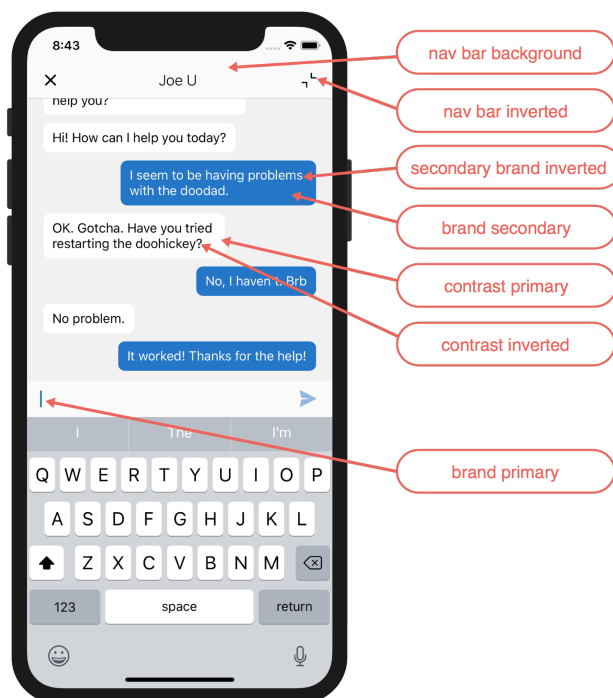 8:43
Joe U
help you?
Hi! How can I help you today?
I seem to be having problems
with the doodad.
OK. Gotcha. Have you tried
restarting the doohickey?
No, I haven't. Brb
No problem.
It worked! Thanks for the help!
I The I'm
Q W E R T Y U I O P
A S D F G H J K L
Z X C V B N M
123 space return
nav bar background
nav bar inverted
secondary brand inverted
brand secondary
contrast primary
contrast inverted
brand primary